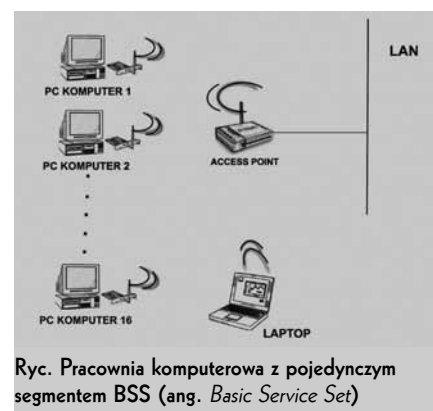 LAN
PC KOMPUTER 1
PC KOMPUTER 2
ACCESS POINT
PC KOMPUTER 16
LAPTOP
Ryc. Pracownia komputerowa z pojedynczym
segmentem BSS (ang. Basic Service Set)